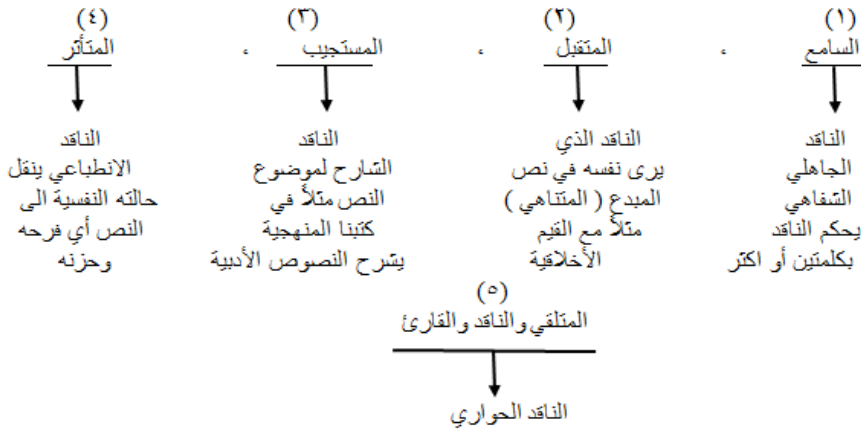 (١) (٢) (٣) (٤)
السامع ، المتقبل ، المستجيب ، المتأثر
الناقد
الجاهلي
الشفاهي
يحكم الناقد
بكلمتين أو اكثر
الناقد الذي
يرى نفسه في نص
المبدع ( المتناهي )
مثلاً مع القيم
الأخلاقية
الناقد
الشارح لموضوع
النص مثلاً في
كتبنا المنهجية
يشرح النصوص الأدبية
الناقد
الانطباعي ينقل
حالته النفسية الى
النص أي فرحه
وحزنه
(٥)
المتلقي والناقد والقارئ
الناقد الحواري